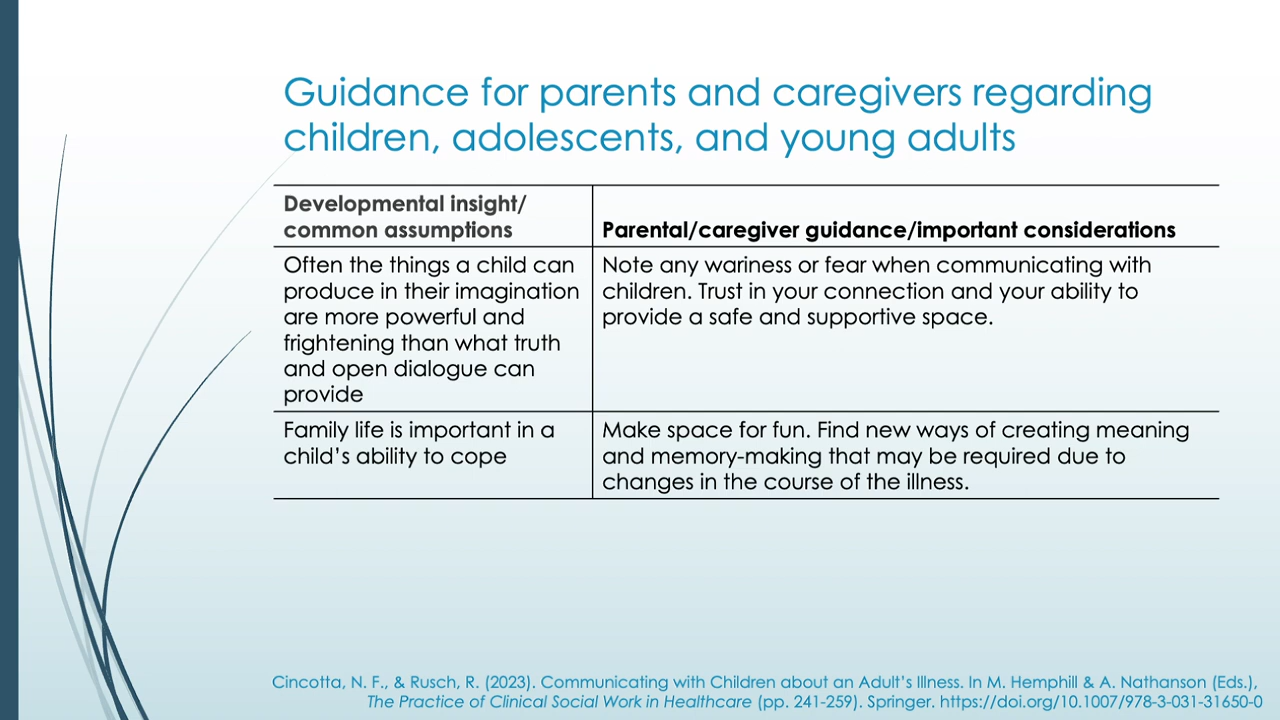 Guidance for parents and caregivers regarding
children, adolescents, and young adults
Developmental insight/
common assumptions
Parental/caregiver guidance/important considerations
Often the things a child can
produce in their imagination
are more powerful and
frightening than what truth
and open dialogue can
provide
Note any wariness or fear when communicating with
children. Trust in your connection and your ability to
provide a safe and supportive space.
Family life is important in a
child’s ability to cope
Make space for fun. Find new ways of creating meaning
and memory-making that may be required due to
changes in the course of the illness.
Cincotta, N. F., & Rusch, R. (2023). Communicating with Children about an Adult’s Illness. In M. Hemphill & A. Nathanson (Eds.),
The Practice of Clinical Social Work in Healthcare (pp. 241-259). Springer. https://doi.org/10.1007/978-3-031-31650-0